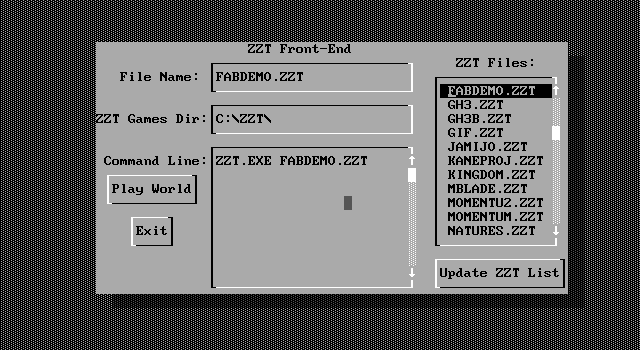 ZZT Front-End
File Name: FABDEMO.ZZT
ZZT Games Dir: C:\ZZT\
Command Line: ZZT.EXE FABDEMO.ZZT
Play World
Exit
ZZT Files:
FABDEMO.ZZT
GH3.ZZT
GH3B.ZZT
GIF.ZZT
JAMIJO.ZZT
KANEPROJ.ZZT
KINGDOM.ZZT
MBLADE.ZZT
MOMENTU2.ZZT
MOMENTUM.ZZT
NATURES.ZZT
Update ZZT List